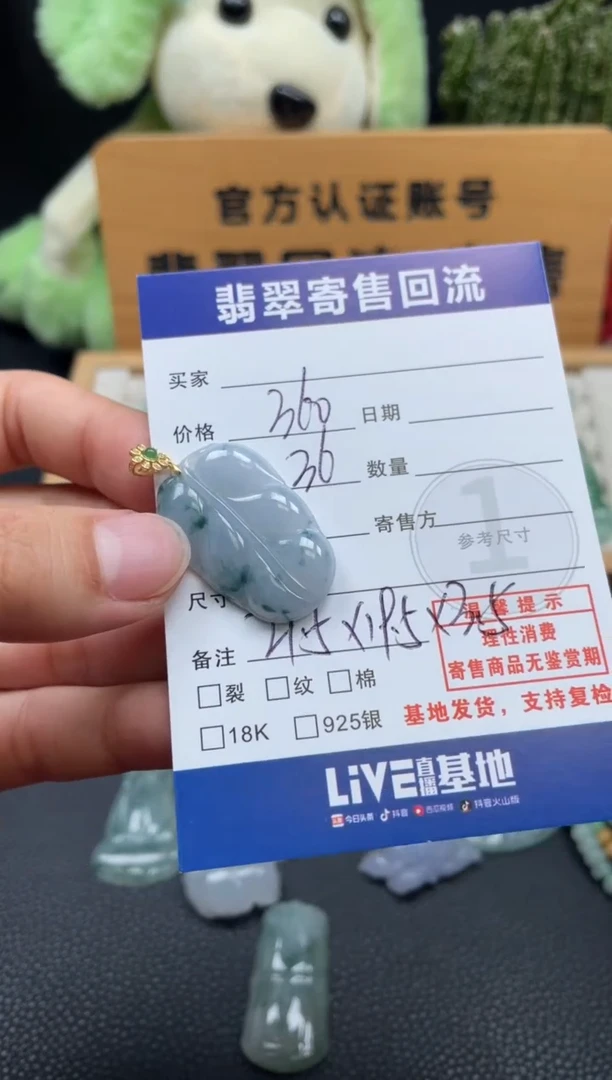 官方认证账号
翡翠寄售回流
买家
价格 360 日期
36 数量
寄售方
1
参考尺寸
尺寸
温馨提示
理性消费
寄售商品无鉴赏期
备注
裂 纹 棉
18K 925银
基地发货，支持复检
LiVE直播基地
今日头条 抖音 西瓜视频 抖音火山版